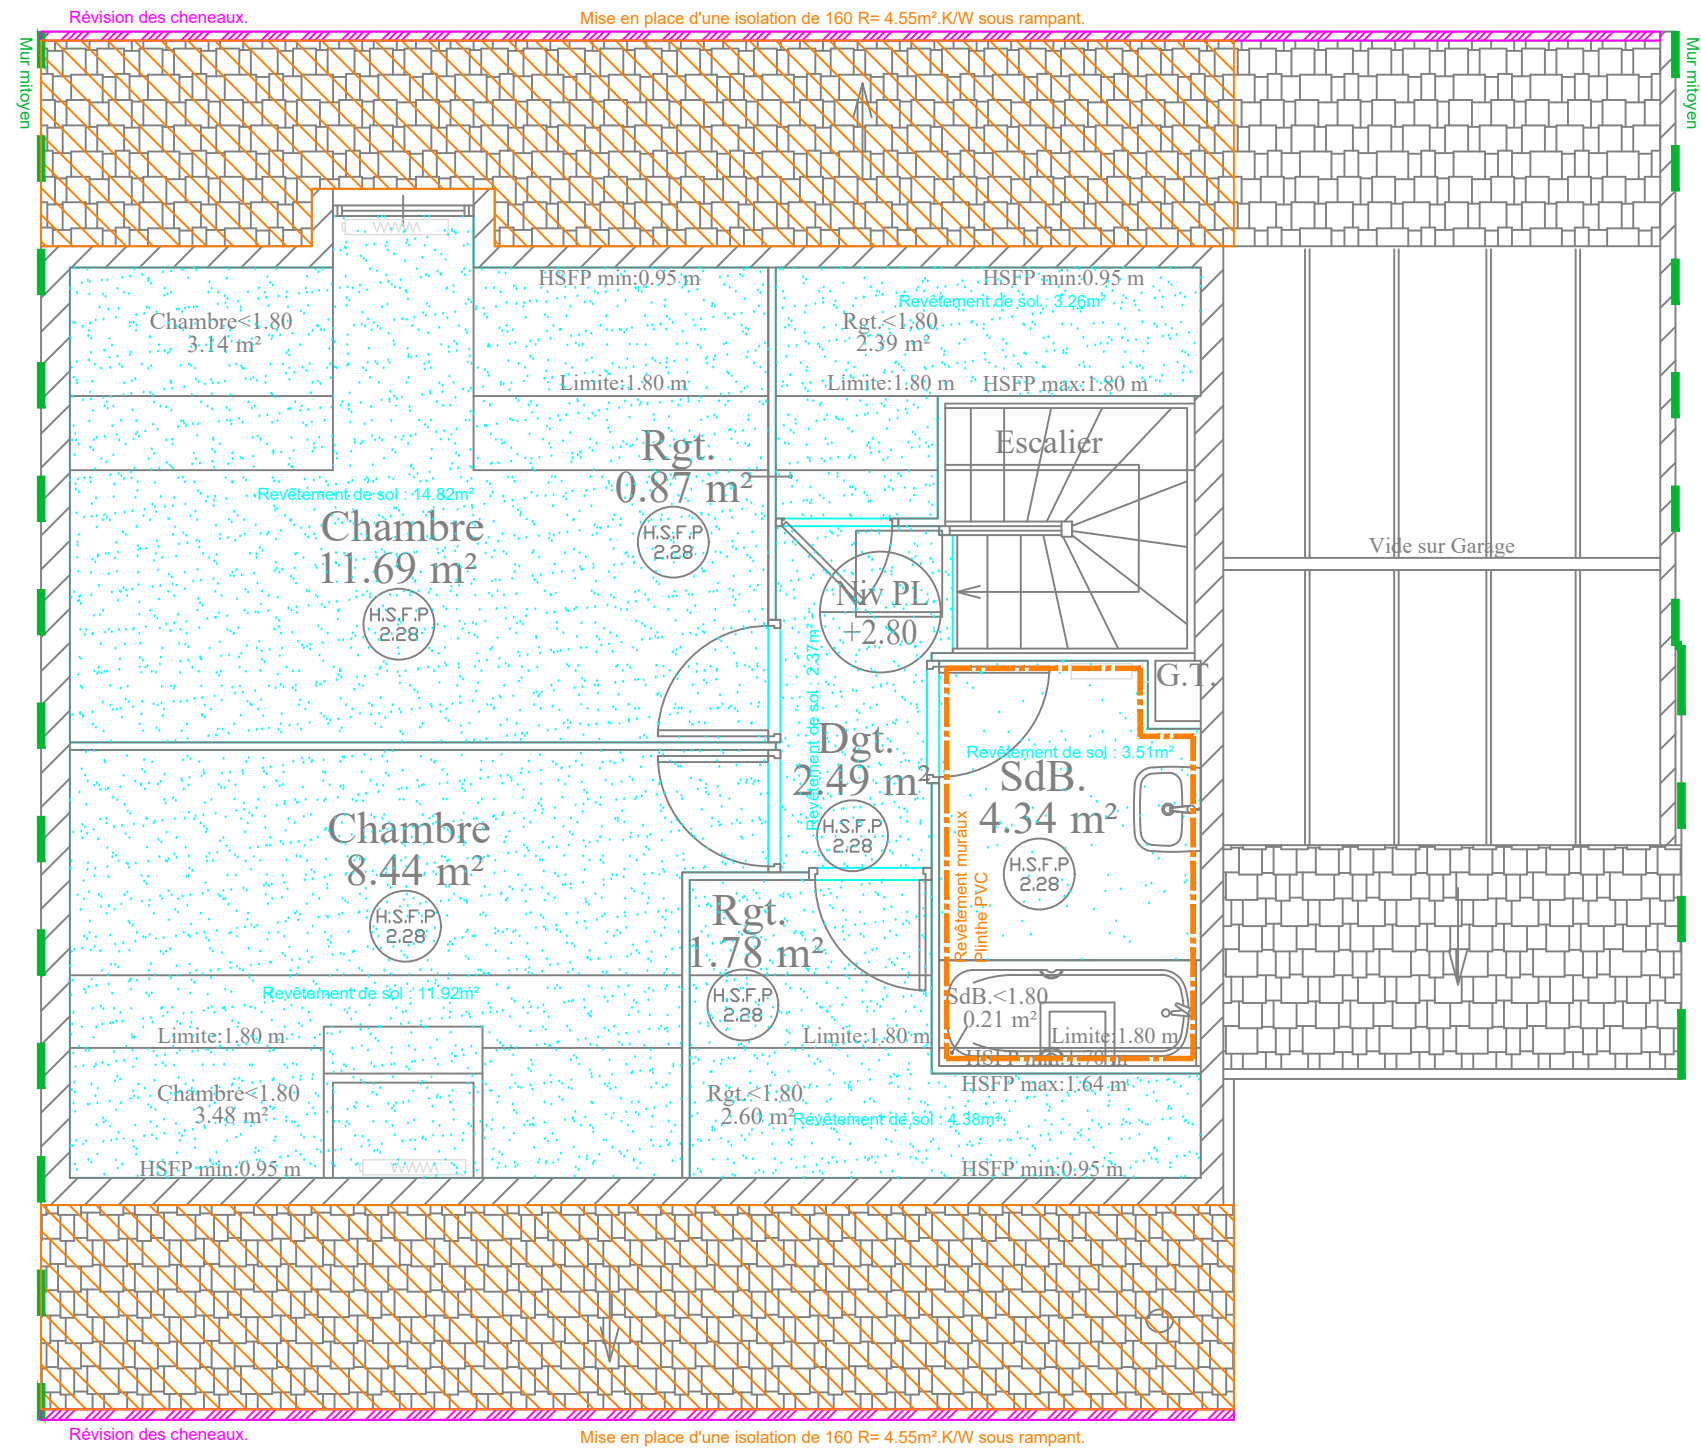 Révision des cheneaux.
Mise en place d'une isolation de 160 R= 4.55m².K/W sous rampant.
Mur mitoyen
Mur mitoyen
HSFP min:0.95 m
HSFP min:0.95 m
Revêtement de sol : 3.26m²
Chambre<1.80
3.14 m²
Rgt.<1.80
2.39 m²
Limite:1.80 m
Limite:1.80 m
HSFP max:1.80 m
Rgt.
0.87 m²
H.S.F.P
2.28
Escalier
Revêtement de sol : 14.82m²
Chambre
11.69 m²
H.S.F.P
2.28
Vide sur Garage
Niv PL
+2.80
Revêtement de sol : 2.37m²
G.T.
Dgt.
2.49 m²
H.S.F.P
2.28
Revêtement de sol : 3.51m²
SdB.
4.34 m²
H.S.F.P
2.28
Revêtement muraux
Plinthe PVC
Chambre
8.44 m²
H.S.F.P
2.28
Rgt.
1.78 m²
H.S.F.P
2.28
Revêtement de sol : 11.92m²
SdB.<1.80
0.21 m²
Limite:1.80 m
Limite:1.80 m
Limite:1.80 m
HSFP min:1.70 m
HSFP max:1.64 m
Chambre<1.80
3.48 m²
Rgt.<1.80
2.60 m²
Revêtement de sol : 4.38m²
HSFP min:0.95 m
HSFP min:0.95 m
Révision des cheneaux.
Mise en place d'une isolation de 160 R= 4.55m².K/W sous rampant.